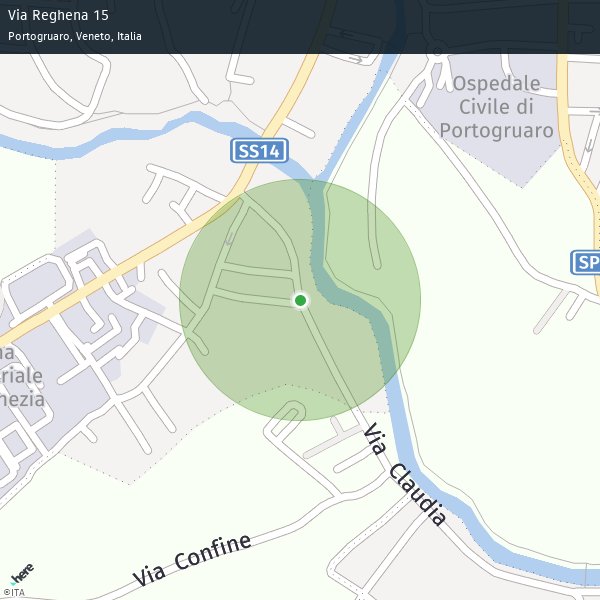 Via Reghena 15
Portogruaro, Veneto, Italia
Ospedale
Civile di
Portogruaro
SS14
SP
na
riale
nezia
Via Claudia
Via Confine
here
©ITA